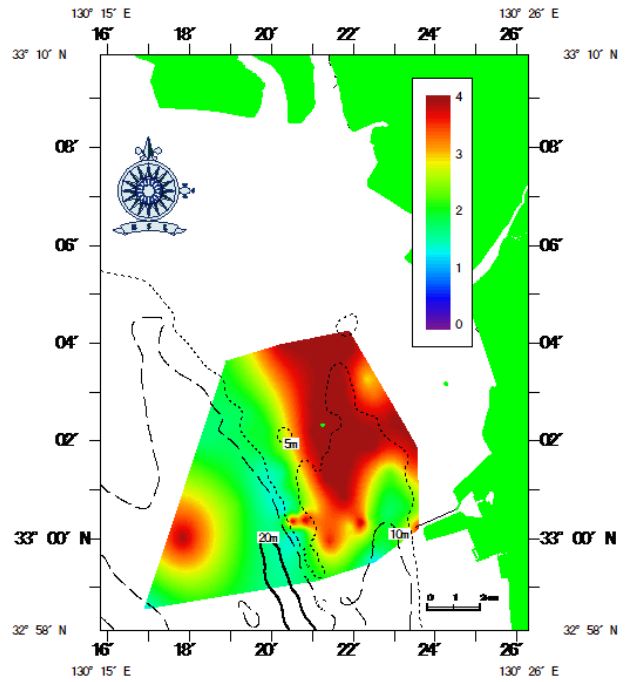 130° 15′ E 130° 26′ E
16′ 18′ 20′ 22′ 24′ 26′
33° 10′ N 33° 10′ N
4
3
2
1
0
08′ 08′
06′ 06′
04′ 04′
02′ 02′
5m
33° 00′ N 33° 00′ N
20m 10m
0 1 2
32° 58′ N 32° 58′ N
16′ 18′ 20′ 22′ 24′ 26′
130° 15′ E 130° 26′ E